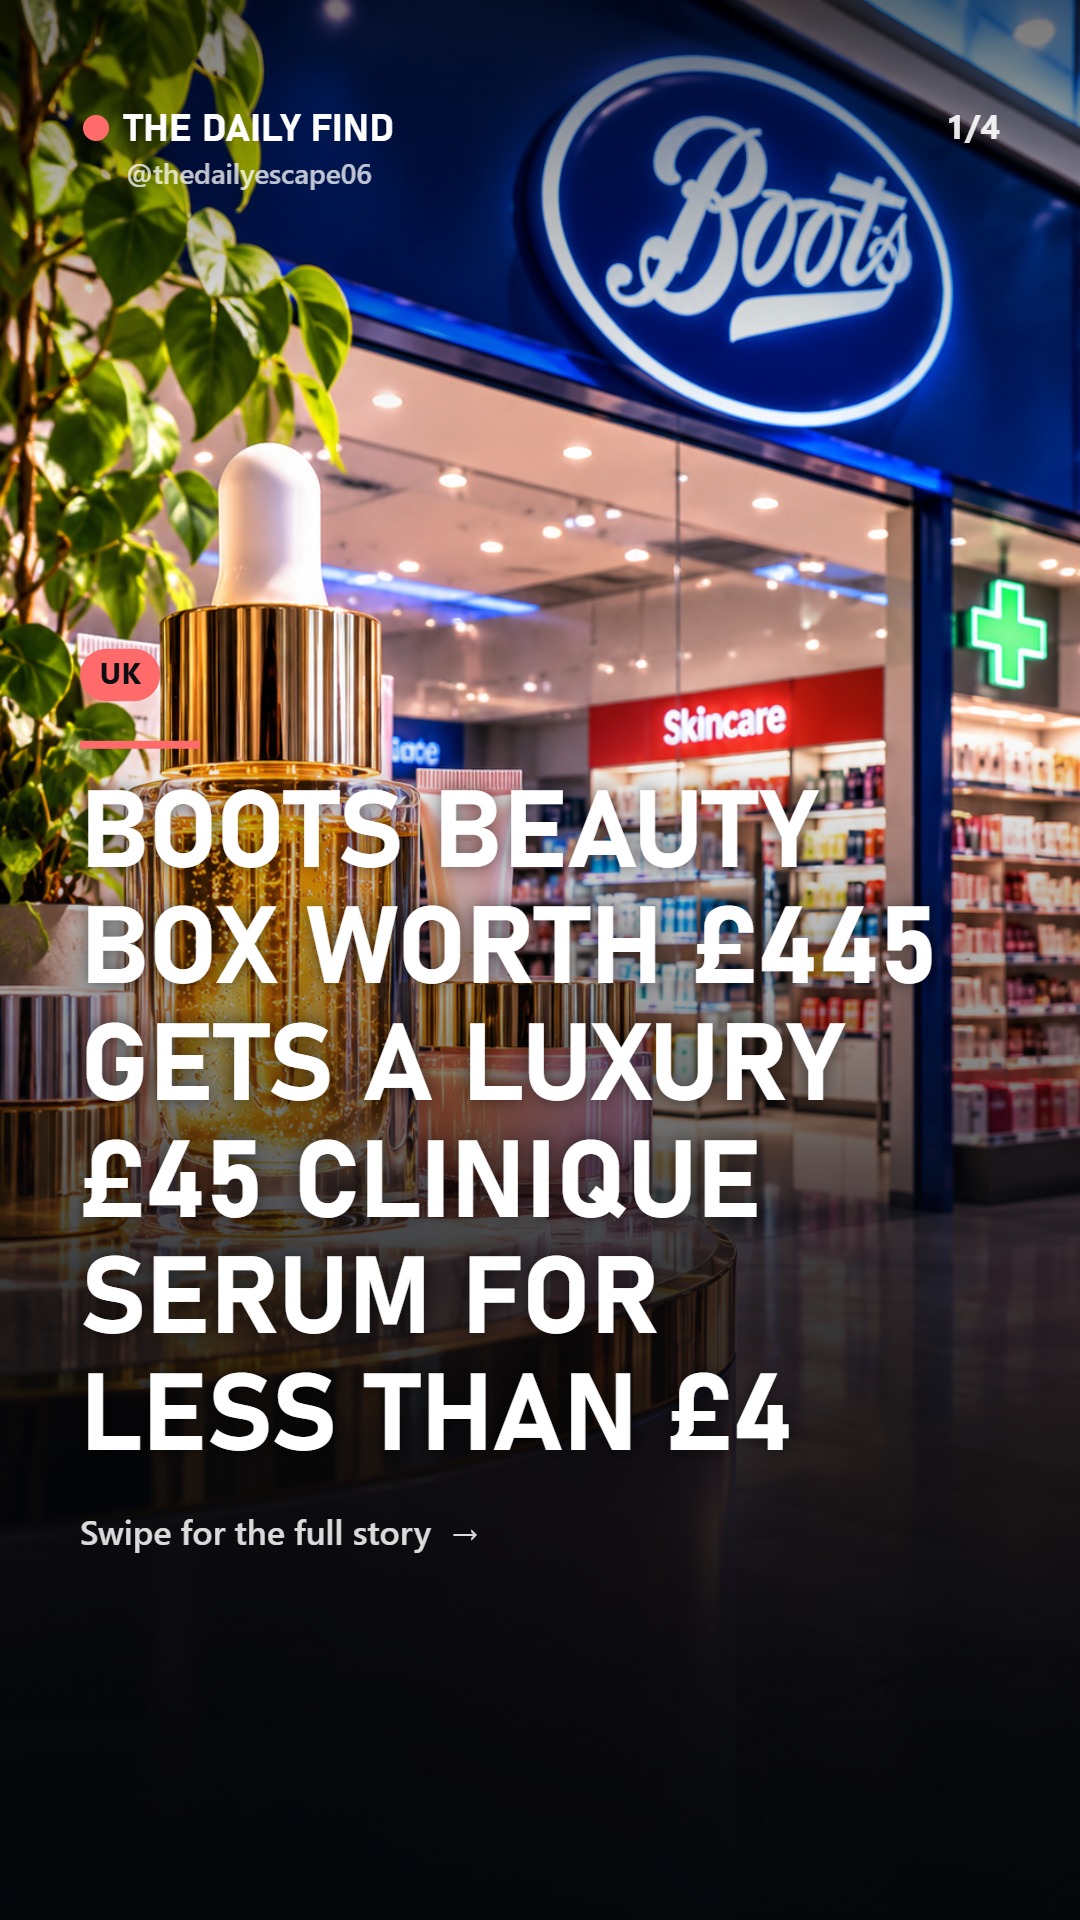 Boots
THE DAILY FIND
1/4
@thedailyescape06
UK
Skincare
BOOTS BEAUTY
BOX WORTH £445
GETS A LUXURY
£45 CLINIQUE
SERUM FOR
LESS THAN £4
Swipe for the full story →